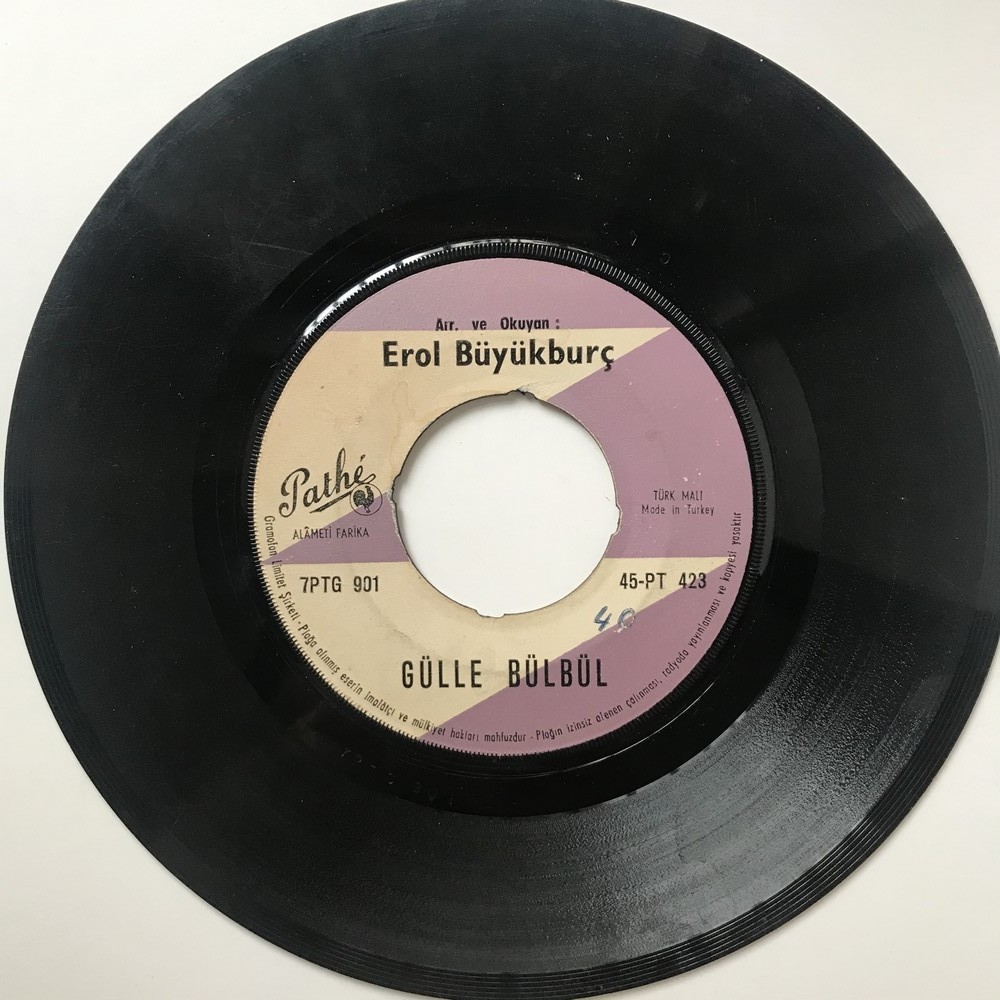 Arr. ve Okuyan :
Erol Büyükburç
Pathé
ALÂMETİ FARİKA
TÜRK MALI
Made in Turkey
7PTG 901
45-PT 423
40
GÜLLE BÜLBÜL
Gramofon Limitet Şirketi - Plağa alınmış eserin imalâtçı ve mülkiyet hakları mahfuzdur - Plağın izinsiz alenen çalınması, radyoda yayınlanması ve kopyesi yasaktır